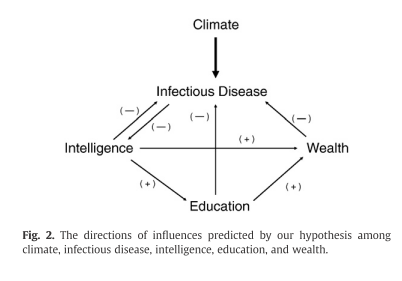 Climate
Infectious Disease
(—)
(—)
(—)
(—)
(+)
Intelligence
Wealth
(+)
(+)
Education
Fig. 2. The directions of influences predicted by our hypothesis among
climate, infectious disease, intelligence, education, and wealth.